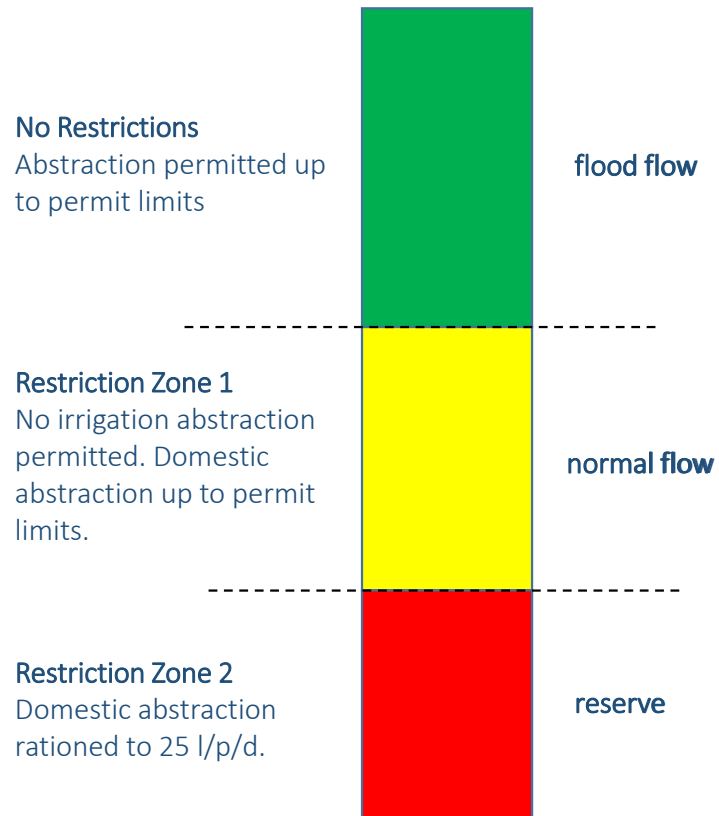 No Restrictions
Abstraction permitted up
to permit limits
flood flow
Restriction Zone 1
No irrigation abstraction
permitted. Domestic
abstraction up to permit
limits.
normal flow
Restriction Zone 2
Domestic abstraction
rationed to 25 l/p/d.
reserve